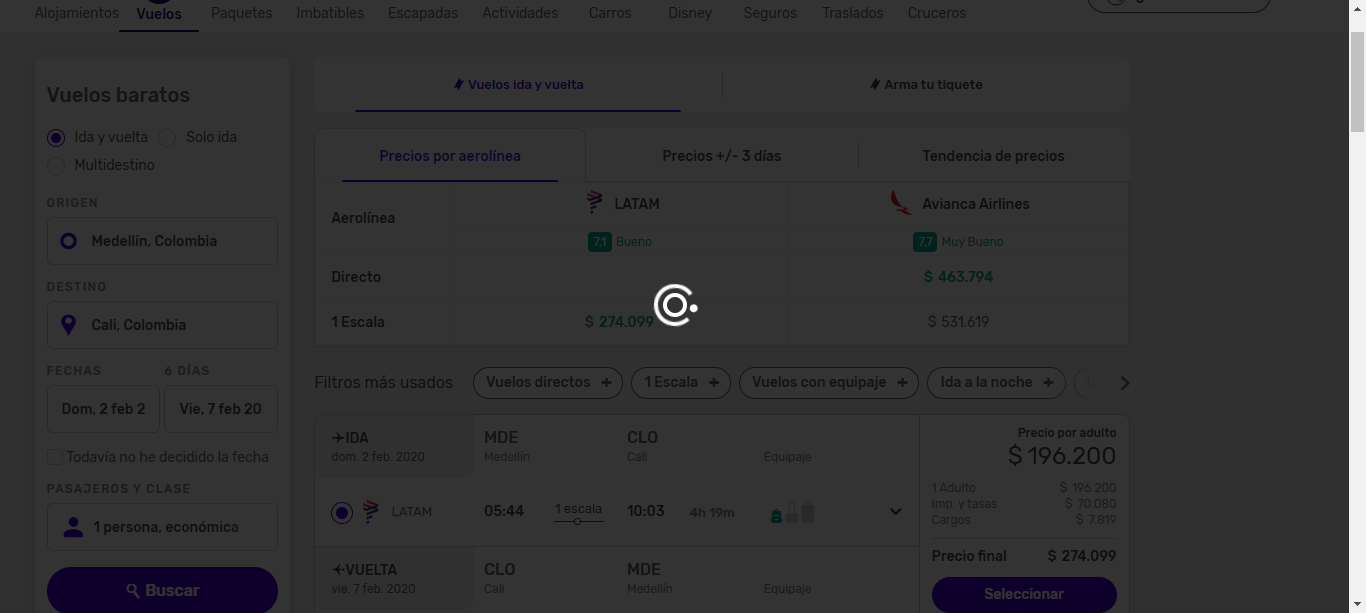 Alojamientos Vuelos Paquetes Imbatibles Escapadas Actividades Carros Disney Seguros Traslados Cruceros
Vuelos baratos
Ida y vuelta Solo ida
Multidestino
ORIGEN
Medellín, Colombia
DESTINO
Cali, Colombia
FECHAS 6 DÍAS
Dom, 2 feb 2 Vie, 7 feb 20
Todavía no he decidido la fecha
PASAJEROS Y CLASE
1 persona, económica
Buscar
Vuelos ida y vuelta Arma tu tiquete
Precios por aerolínea Precios +/- 3 días Tendencia de precios
Aerolínea LATAM Avianca Airlines
7,1 Bueno 7,7 Muy Bueno
Directo $ 463.794
1 Escala $ 274.099 $ 531.619
Filtros más usados Vuelos directos + 1 Escala + Vuelos con equipaje + Ida a la noche +
IDA MDE CLO
dom. 2 feb. 2020 Medellín Cali Equipaje
LATAM 05:44 1 escala 10:03 4h 19m
VUELTA CLO MDE
vie. 7 feb. 2020 Cali Medellín Equipaje
Precio por adulto
$ 196.200
1 Adulto $ 196.200
Imp. y tasas $ 70.080
Cargos $ 7.819
Precio final $ 274.099
Seleccionar